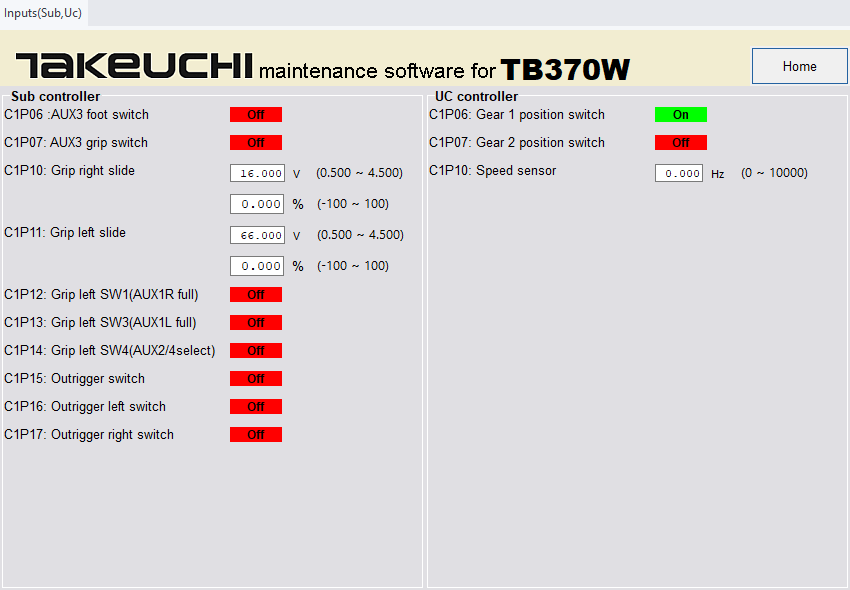 Inputs(Sub,Uc)
TAKEUCHI maintenance software for TB370W
Home
Sub controller
C1P06 :AUX3 foot switch Off
C1P07: AUX3 grip switch Off
C1P10: Grip right slide 16.000 V (0.500 ~ 4.500)
0.000 % (-100 ~ 100)
C1P11: Grip left slide 66.000 V (0.500 ~ 4.500)
0.000 % (-100 ~ 100)
C1P12: Grip left SW1(AUX1R full) Off
C1P13: Grip left SW3(AUX1L full) Off
C1P14: Grip left SW4(AUX2/4select) Off
C1P15: Outrigger switch Off
C1P16: Outrigger left switch Off
C1P17: Outrigger right switch Off
UC controller
C1P06: Gear 1 position switch On
C1P07: Gear 2 position switch Off
C1P10: Speed sensor 0.000 Hz (0 ~ 10000)